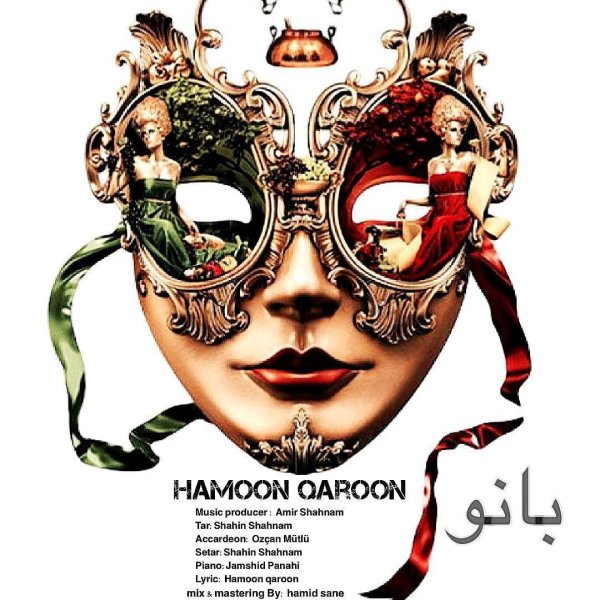 HAMOON QAROON
بانو
Music producer : Amir Shahnam
Tar: Shahin Shahnam
Accardeon: Ozçan Mütlü
Setar: Shahin Shahnam
Piano: Jamshid Panahi
Lyric: Hamoon qaroon
mix & mastering By: hamid sane